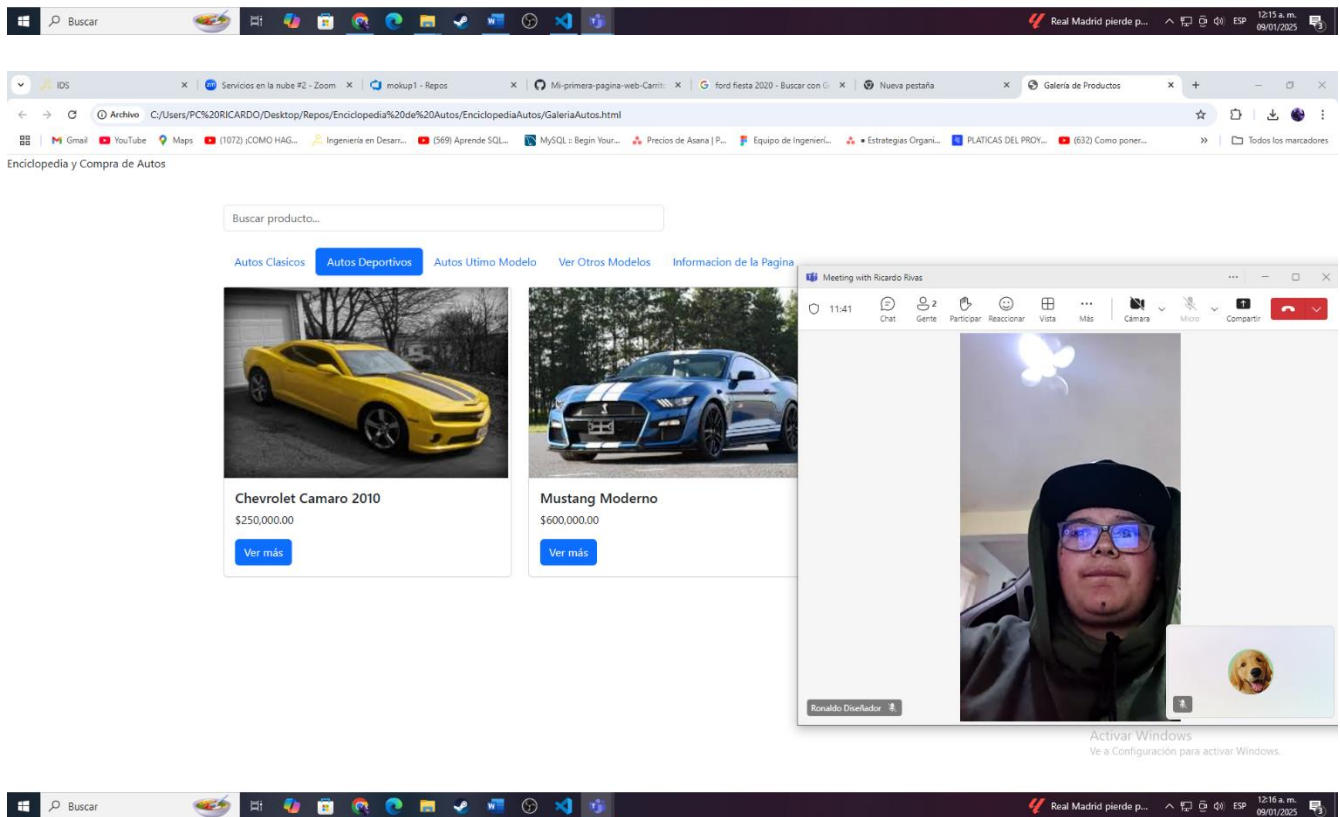 Buscar
Real Madrid pierde p...
ESP
12:15 a. m.
09/01/2025
IDS
Servicios en la nube #2 - Zoom
mokup1 - Repos
Mi-primera-pagina-web-Carrit:
ford fiesta 2020 - Buscar con G
Nueva pestaña
Galería de Productos
Archivo C:/Users/PC%20RICARDO/Desktop/Repos/Enciclopedia%20de%20Autos/EnciclopediaAutos/GaleriaAutos.html
Gmail
YouTube
Maps
(1072) ¡COMO HAG...
Ingeniería en Desarr...
(569) Aprende SQL...
MySQL :: Begin Your...
Precios de Asana | P...
Equipo de Ingenierí...
• Estrategias Organi...
PLATICAS DEL PROY...
(632) Como poner...
Todos los marcadores
Enciclopedia y Compra de Autos
Buscar producto...
Autos Clasicos
Autos Deportivos
Autos Utimo Modelo
Ver Otros Modelos
Informacion de la Pagina
Chevrolet Camaro 2010
$250,000.00
Ver más
Mustang Moderno
$600,000.00
Ver más
Meeting with Ricardo Rivas
11:41
Chat
Gente
2
Participar
Reaccionar
Vista
Más
Cámara
Micro
Compartir
Ronaldo Diseñador
Activar Windows
Ve a Configuración para activar Windows.
Buscar
Real Madrid pierde p...
ESP
12:16 a. m.
09/01/2025